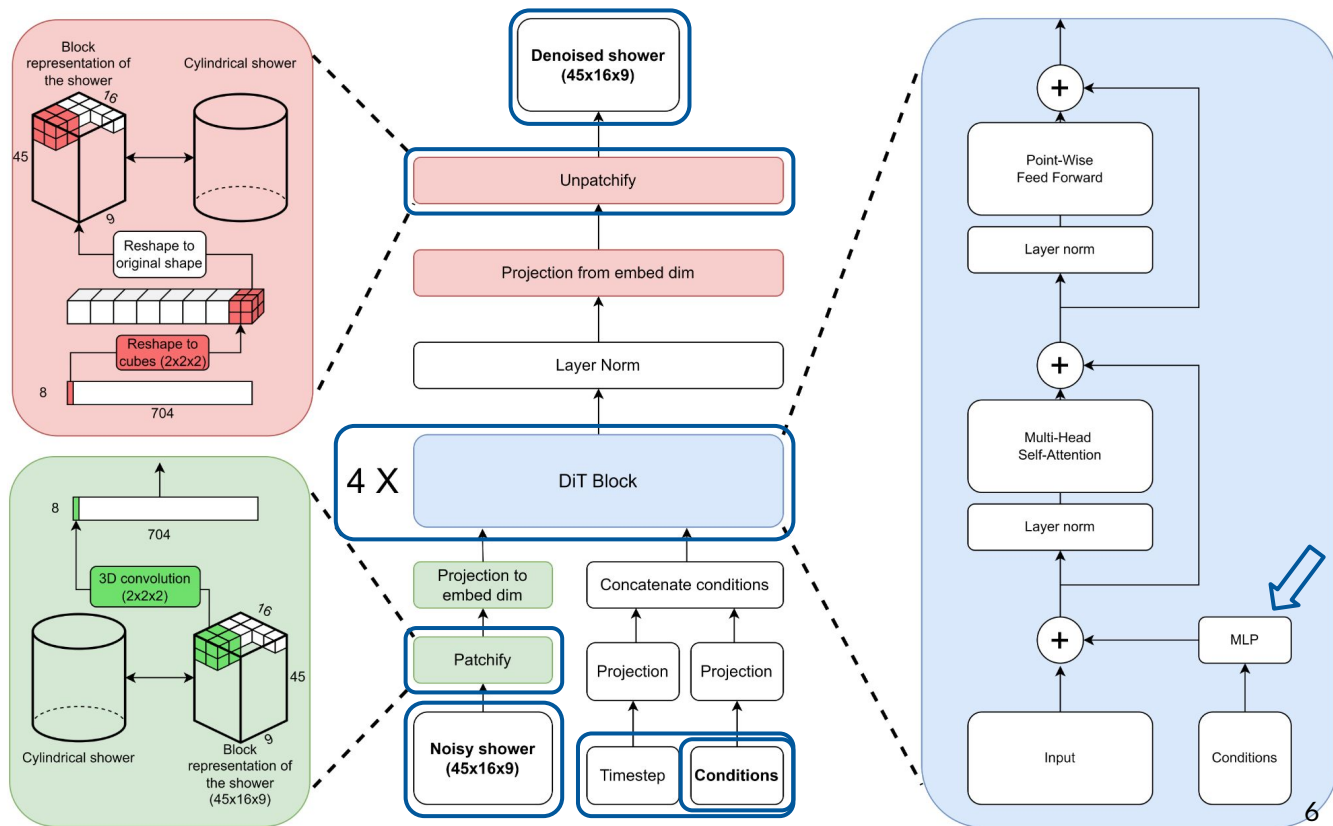 Block
representation of
the shower
Cylindrical shower
16
45
9
Reshape to
original shape
Reshape to
cubes (2x2x2)
8
704
8
704
3D convolution
(2x2x2)
16
45
9
Cylindrical shower
Block
representation of
the shower
(45x16x9)
Denoised shower
(45x16x9)
Unpatchify
Projection from embed dim
Layer Norm
4 X
DiT Block
Projection to
embed dim
Concatenate conditions
Patchify
Projection
Projection
Noisy shower
(45x16x9)
Timestep
Conditions
+
Point-Wise
Feed Forward
Layer norm
+
Multi-Head
Self-Attention
Layer norm
+
MLP
Input
Conditions
6